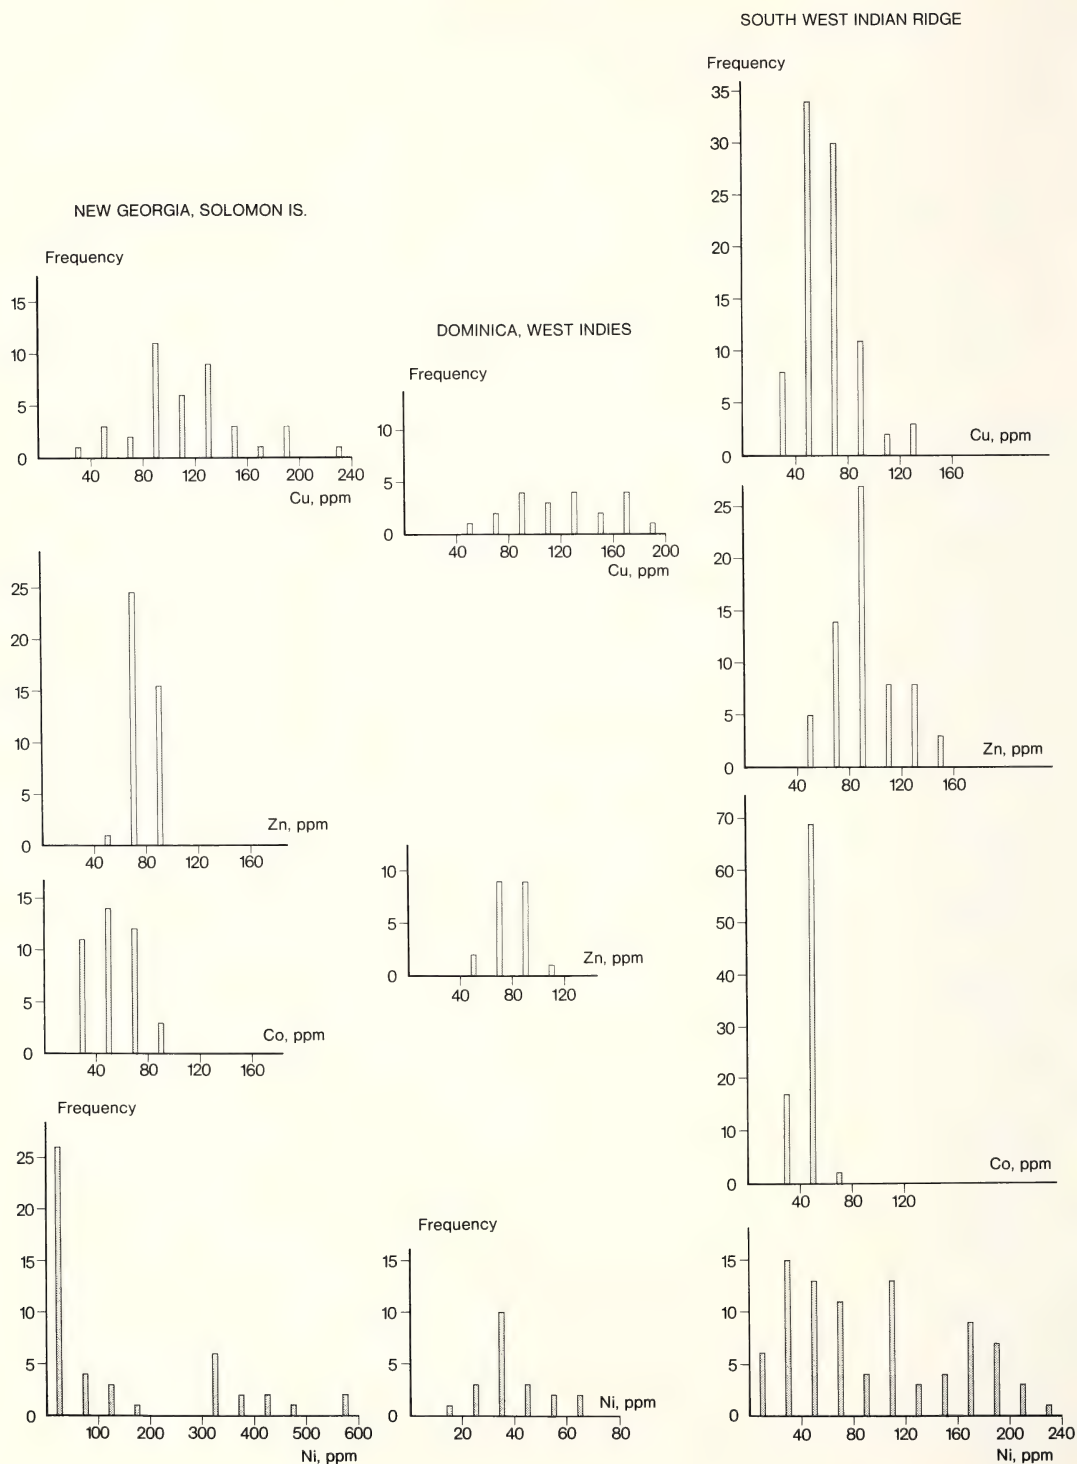 SOUTH WEST INDIAN RIDGE
Frequency
35
30
25
20
15
10
5
0
40 80 120 160
Cu, ppm
NEW GEORGIA, SOLOMON IS.
Frequency
15
10
5
0
40 80 120 160 200 240
Cu, ppm
DOMINICA, WEST INDIES
Frequency
10
5
0
40 80 120 160 200
Cu, ppm
25
20
15
10
5
0
40 80 120 160
Zn, ppm
25
20
15
10
5
0
40 80 120 160
Zn, ppm
10
5
0
40 80 120
Zn, ppm
15
10
5
0
40 80 120 160
Co, ppm
70
60
50
40
30
20
10
0
40 80 120
Co, ppm
Frequency
25
20
15
10
5
0
100 200 300 400 500 600
Ni, ppm
Frequency
15
10
5
0
20 40 60 80
Ni, ppm
15
10
5
0
40 80 120 160 200 240
Ni, ppm